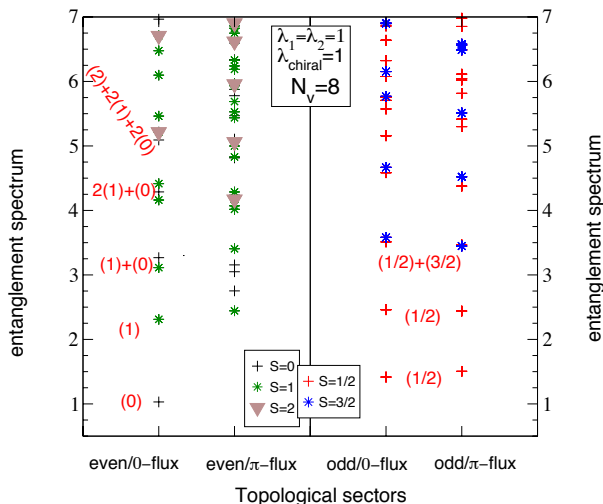 λ₁=λ₂=1
λchiral=1
Nᵥ=8
entanglement spectrum
entanglement spectrum
7
6
5
4
3
2
1
7
6
5
4
3
2
1
(2)+2(1)+2(0)
2(1)+(0)
(1)+(0)
(1)
(0)
(1/2)+(3/2)
(1/2)
(1/2)
S=0
S=1
S=2
S=1/2
S=3/2
even/0−flux
even/π−flux
odd/0−flux
odd/π−flux
Topological sectors